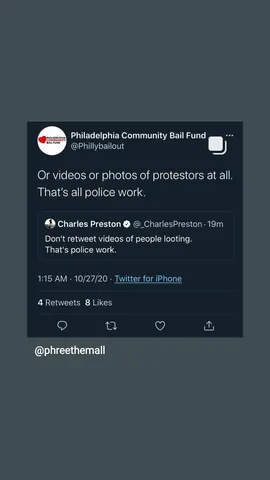 Philadelphia Community Bail Fund
@Phillybailout
Or videos or photos of protestors at all.
That's all police work.
Charles Preston @_CharlesPreston · 19m
Don't retweet videos of people looting.
That's police work.
1:15 AM · 10/27/20 · Twitter for iPhone
4 Retweets 8 Likes
@phreethemall